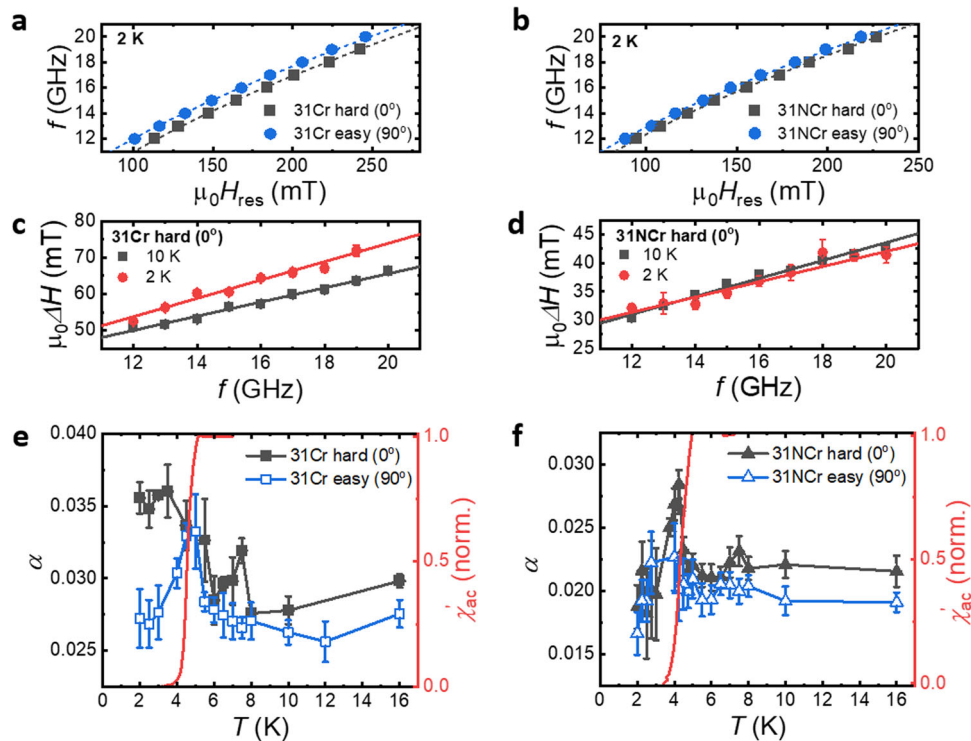 a
2 K
f (GHz)
20
18
16
14
12
31Cr hard (0°)
31Cr easy (90°)
100 150 200 250
μ₀Hres (mT)
b
2 K
f (GHz)
20
18
16
14
12
31NCr hard (0°)
31NCr easy (90°)
50 100 150 200 250
μ₀Hres (mT)
c
31Cr hard (0°)
10 K
2 K
μ₀ΔH (mT)
80
70
60
50
12 14 16 18 20
f (GHz)
d
31NCr hard (0°)
10 K
2 K
μ₀ΔH (mT)
45
40
35
30
25
12 14 16 18 20
f (GHz)
e
31Cr hard (0°)
31Cr easy (90°)
α
0.040
0.035
0.030
0.025
0 2 4 6 8 10 12 14 16
T (K)
1.0
0.5
0.0
- χac (norm.)
f
31NCr hard (0°)
31NCr easy (90°)
α
0.030
0.025
0.020
0.015
0 2 4 6 8 10 12 14 16
T (K)
1.0
0.5
0.0
- χac (norm.)